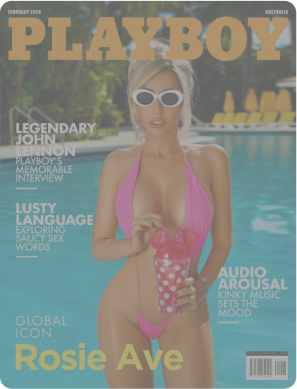 FEBRUARY 2024
AUSTRALIA
PLAYBOY
LEGENDARY
JOHN
LENNON
PLAYBOY'S
MEMORABLE
INTERVIEW
LUSTY
LANGUAGE
EXPLORING
SAUCY SEX
WORDS
AUDIO
AROUSAL
KINKY MUSIC
SETS THE
MOOD
GLOBAL
ICON
Rosie Ave